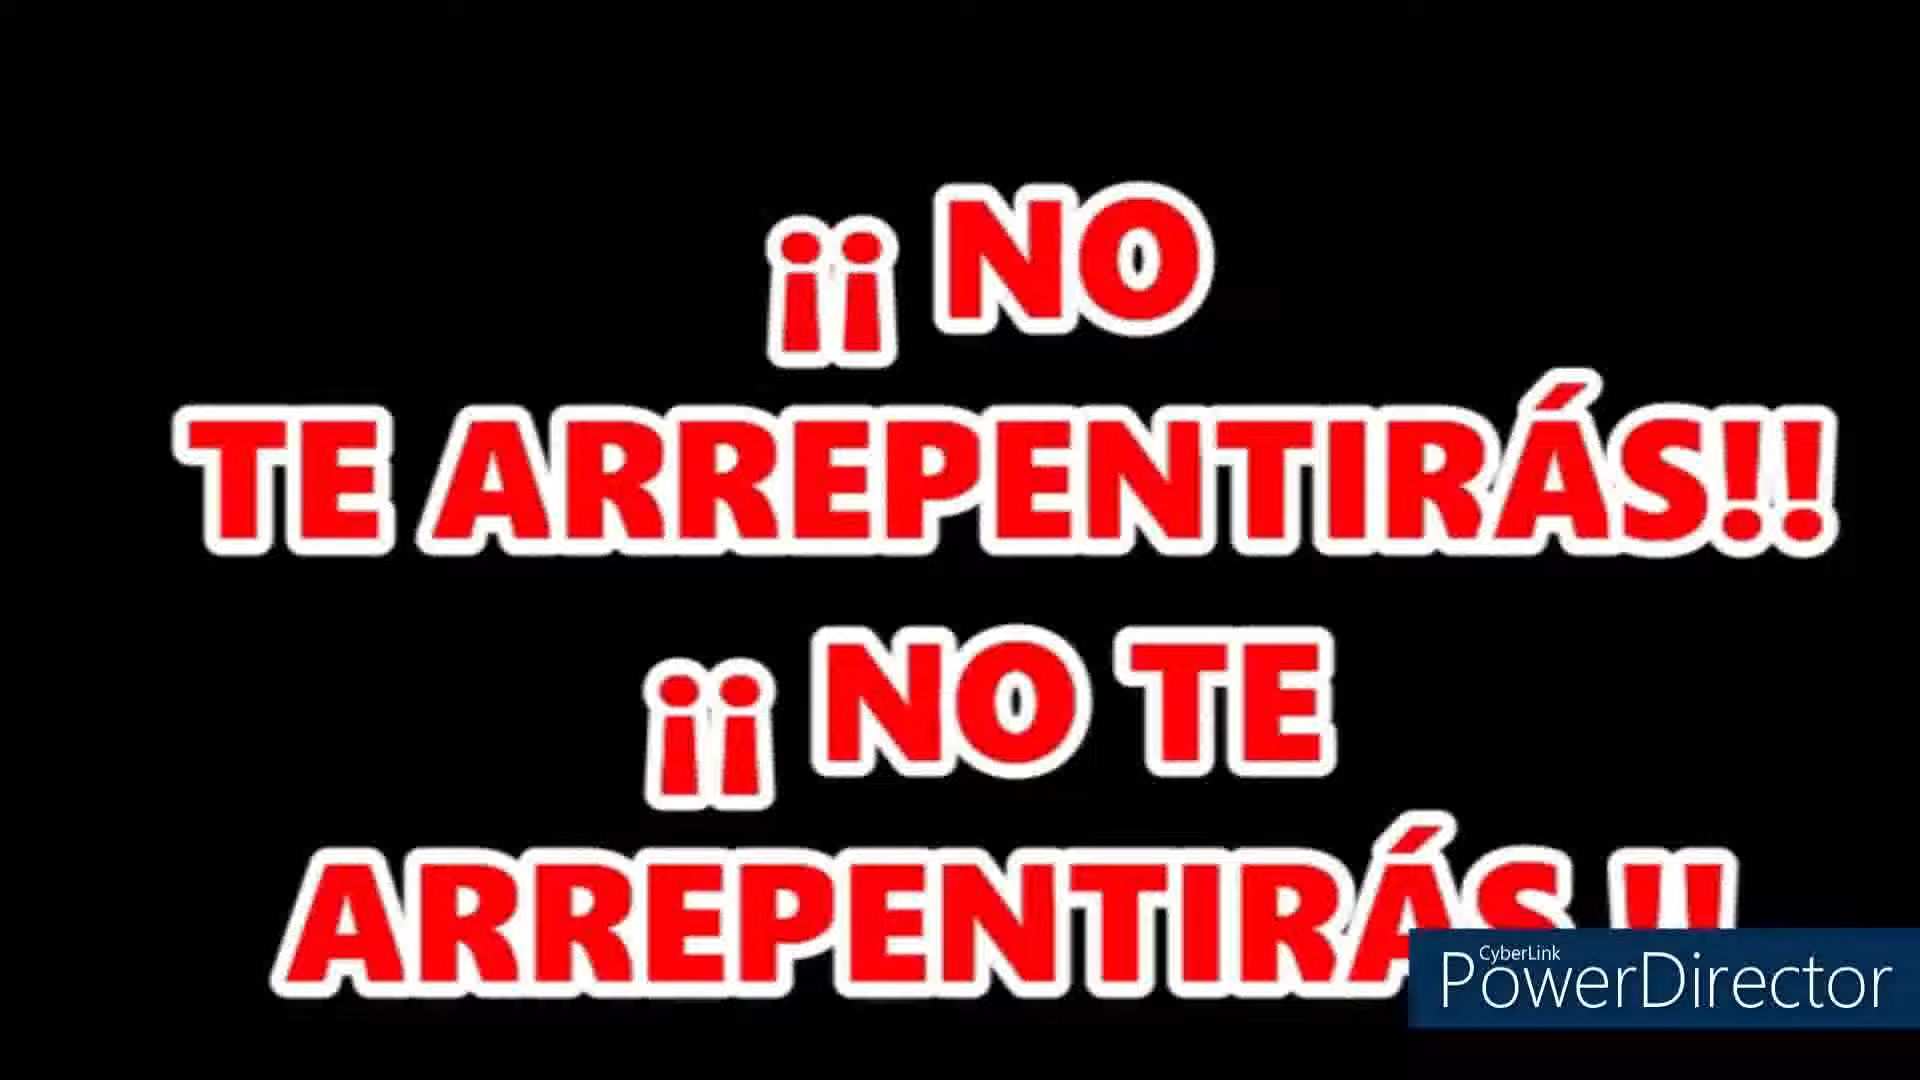 ¡¡ NO
TE ARREPENTIRÁS!!
¡¡ NO TE
ARREPENTIRÁS !!
CyberLink
PowerDirector